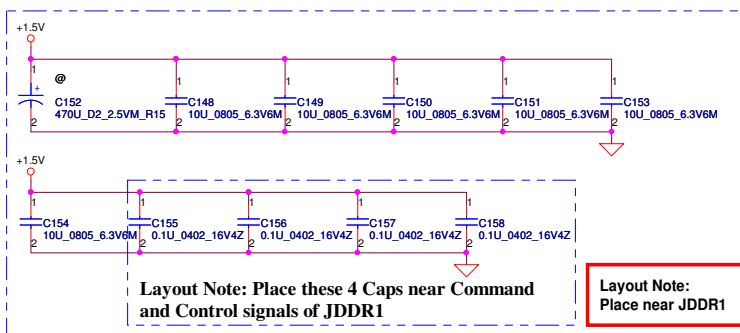 +1.5V
1 @ 1 1 1 1 1
+
C152 C148 C149 C150 C151 C153
470U_D2_2.5VM_R15 10U_0805_6.3V6M 10U_0805_6.3V6M 10U_0805_6.3V6M 10U_0805_6.3V6M 10U_0805_6.3V6M
2 2 2 2 2 2
+1.5V
1 1 1 1 1
C154 C155 C156 C157 C158
10U_0805_6.3V6M 0.1U_0402_16V4Z 0.1U_0402_16V4Z 0.1U_0402_16V4Z 0.1U_0402_16V4Z
2 2 2 2 2
Layout Note: Place these 4 Caps near Command
and Control signals of JDDR1
Layout Note:
Place near JDDR1